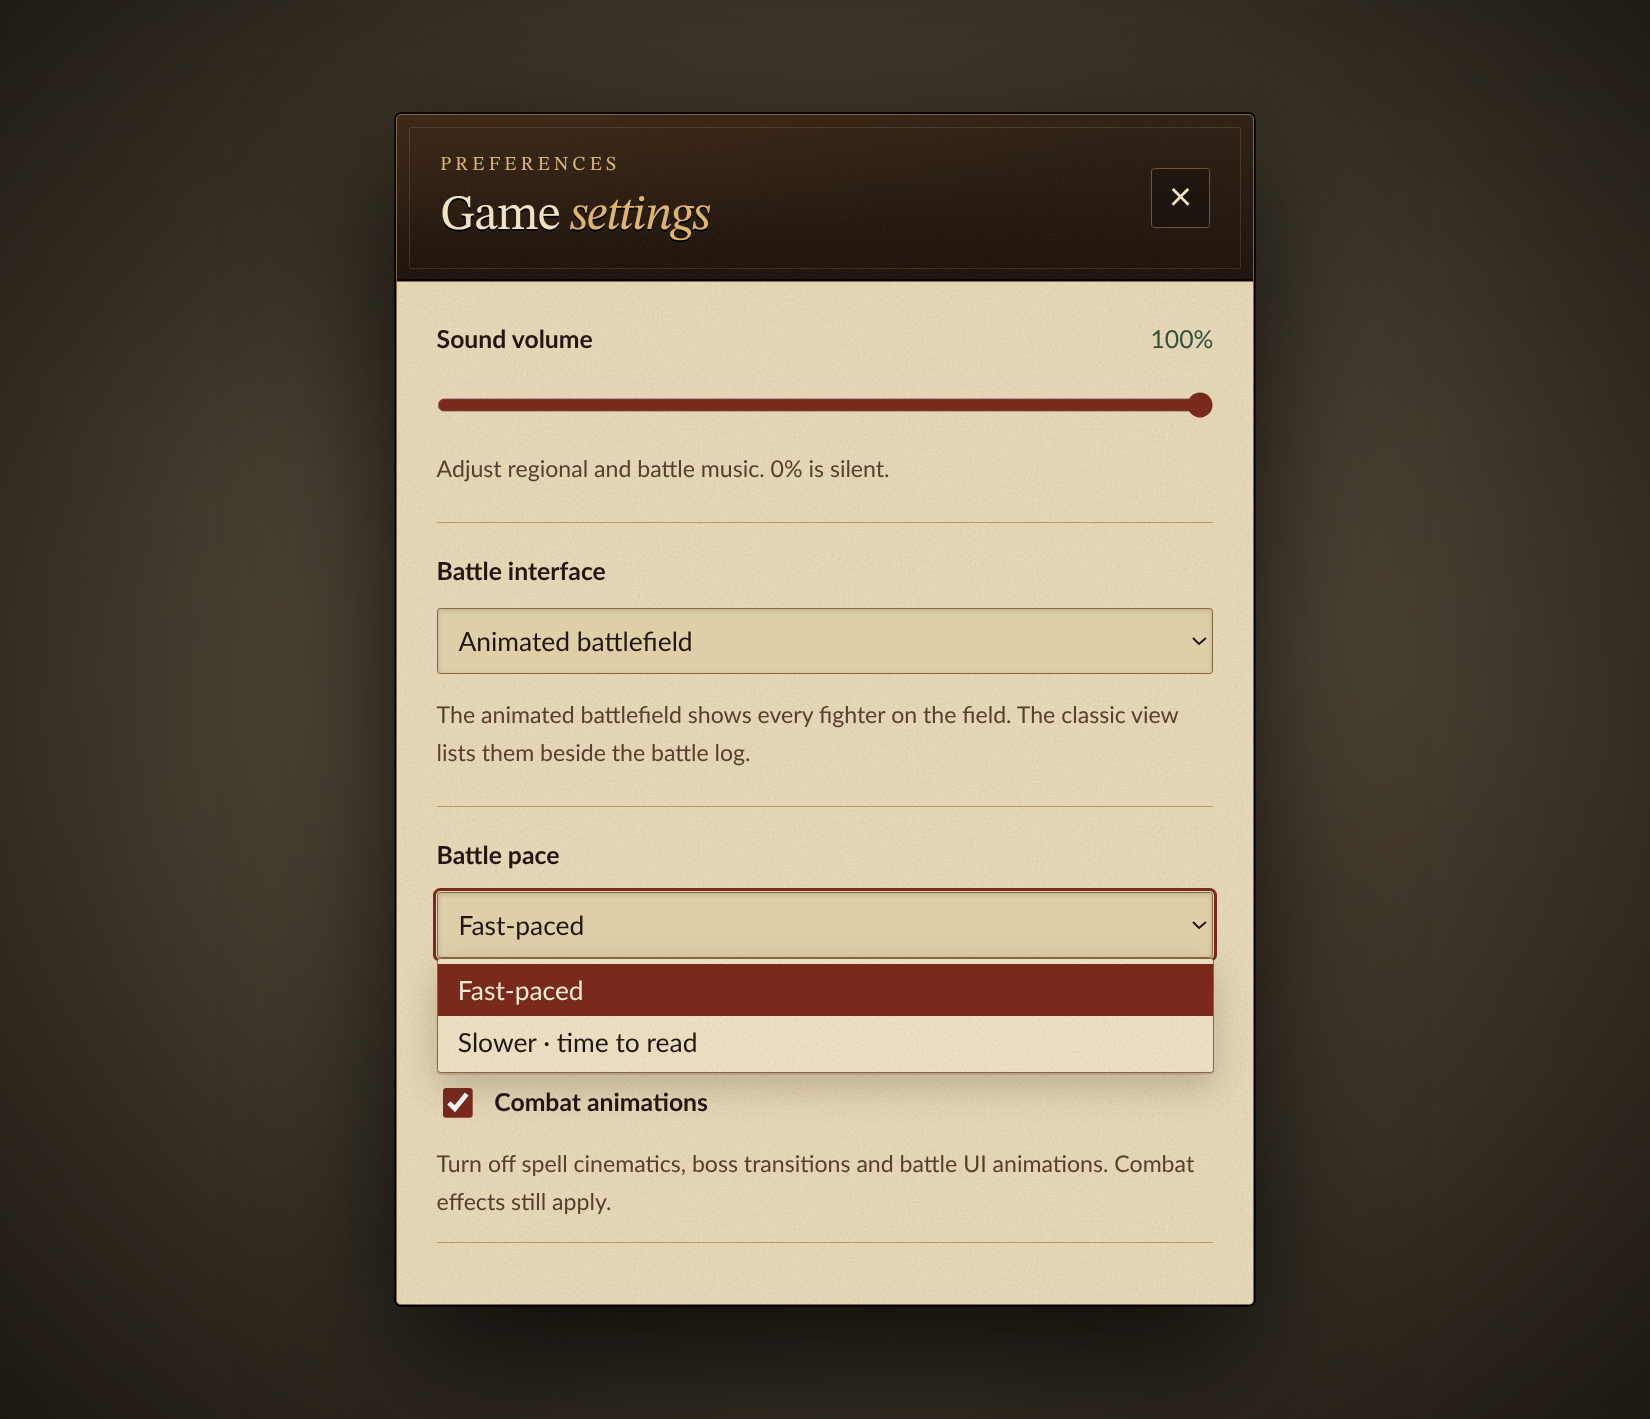 PREFERENCES
Game settings
Sound volume
100%
Adjust regional and battle music. 0% is silent.
Battle interface
Animated battlefield
The animated battlefield shows every fighter on the field. The classic view
lists them beside the battle log.
Battle pace
Fast-paced
Fast-paced
Slower · time to read
Combat animations
Turn off spell cinematics, boss transitions and battle UI animations. Combat
effects still apply.